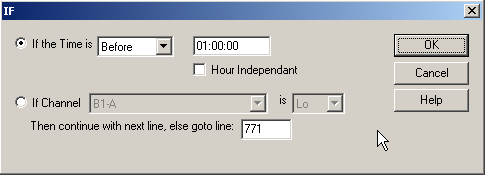 IF
If the Time is Before 01:00:00 OK
Hour Independant Cancel
If Channel B1-A is Lo Help
Then continue with next line, else goto line: 771